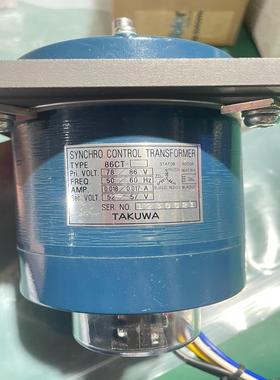 SYNCHRO CONTROL TRANSFORMER
TYPE 86CT-
Pri. VOLT 78 / 86 V
FREQ 50 / 60 Hz
AMP
Sec. VOLT 52 / 57 V
STATOR ROTOR
SER NO.
TAKUWA